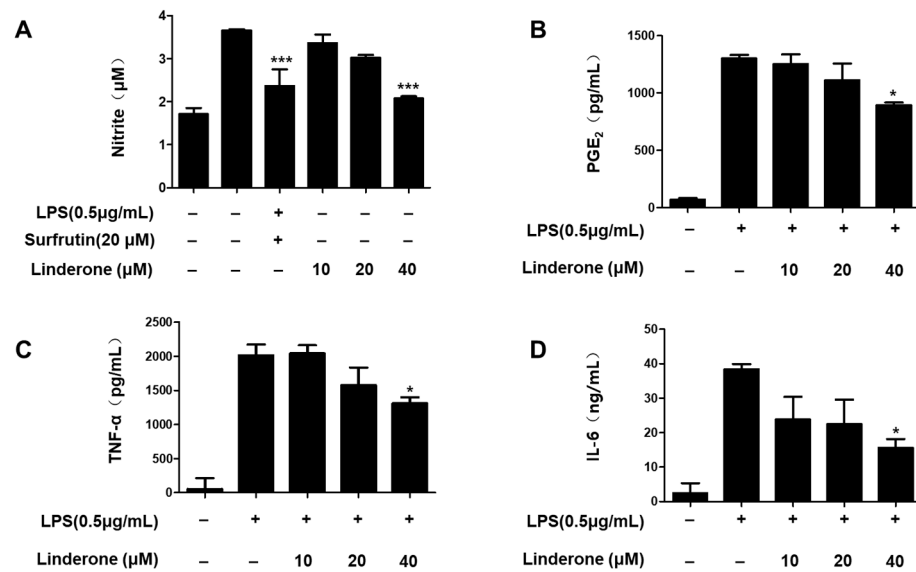 A
Nitrite（μM）
4
3
2
1
0
***
***
LPS(0.5μg/mL) – – + – – –
Surfrutin(20 μM) – – + – – –
Linderone (μM) – – – 10 20 40
B
PGE₂（pg/mL）
1500
1000
500
0
*
LPS(0.5μg/mL) – + + + +
Linderone (μM) – – 10 20 40
C
TNF-α（pg/mL）
2500
2000
1500
1000
500
0
*
LPS(0.5μg/mL) – + + + +
Linderone (μM) – – 10 20 40
D
IL-6（ng/mL）
50
40
30
20
10
0
*
LPS(0.5μg/mL) – + + + +
Linderone (μM) – – 10 20 40